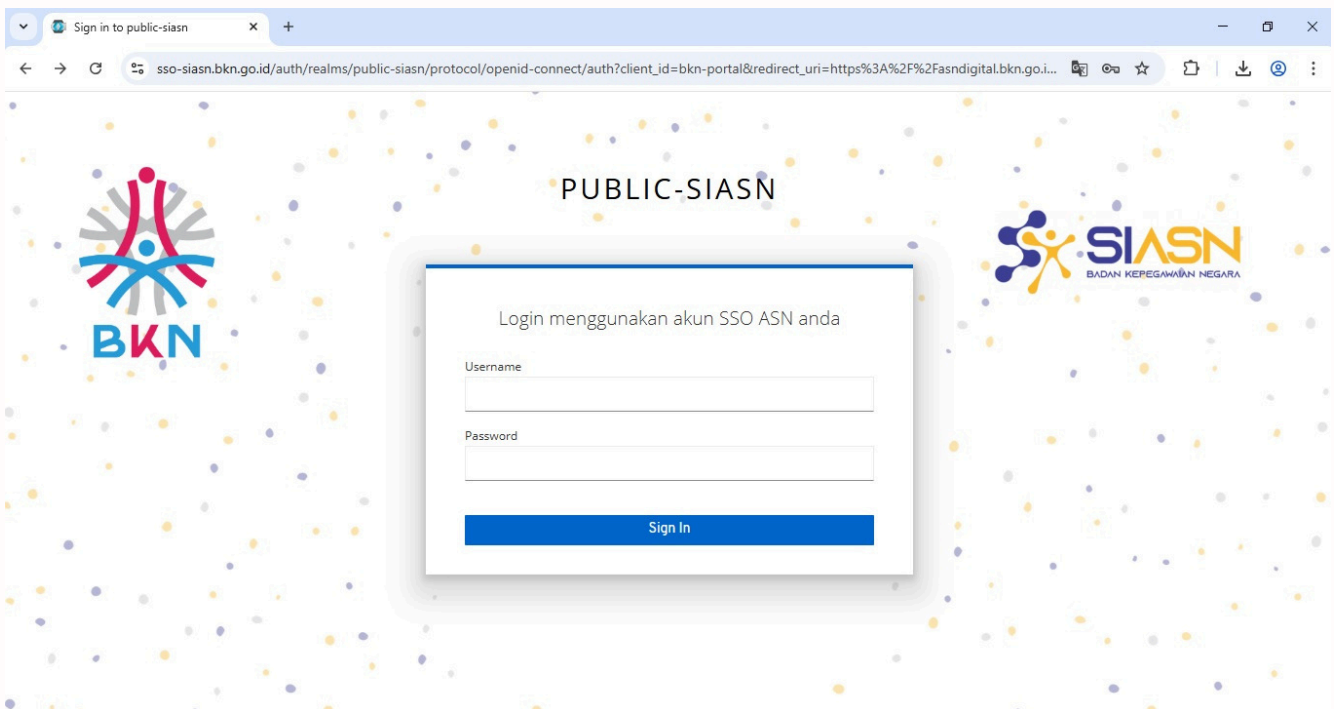 Sign in to public-siasn
sso-siasn.bkn.go.id/auth/realms/public-siasn/protocol/openid-connect/auth?client_id=bkn-portal&redirect_uri=https%3A%2F%2Fasndigital.bkn.go.i...
PUBLIC-SIASN
BKN
SIASN
BADAN KEPEGAWAIAN NEGARA
Login menggunakan akun SSO ASN anda
Username
Password
Sign In